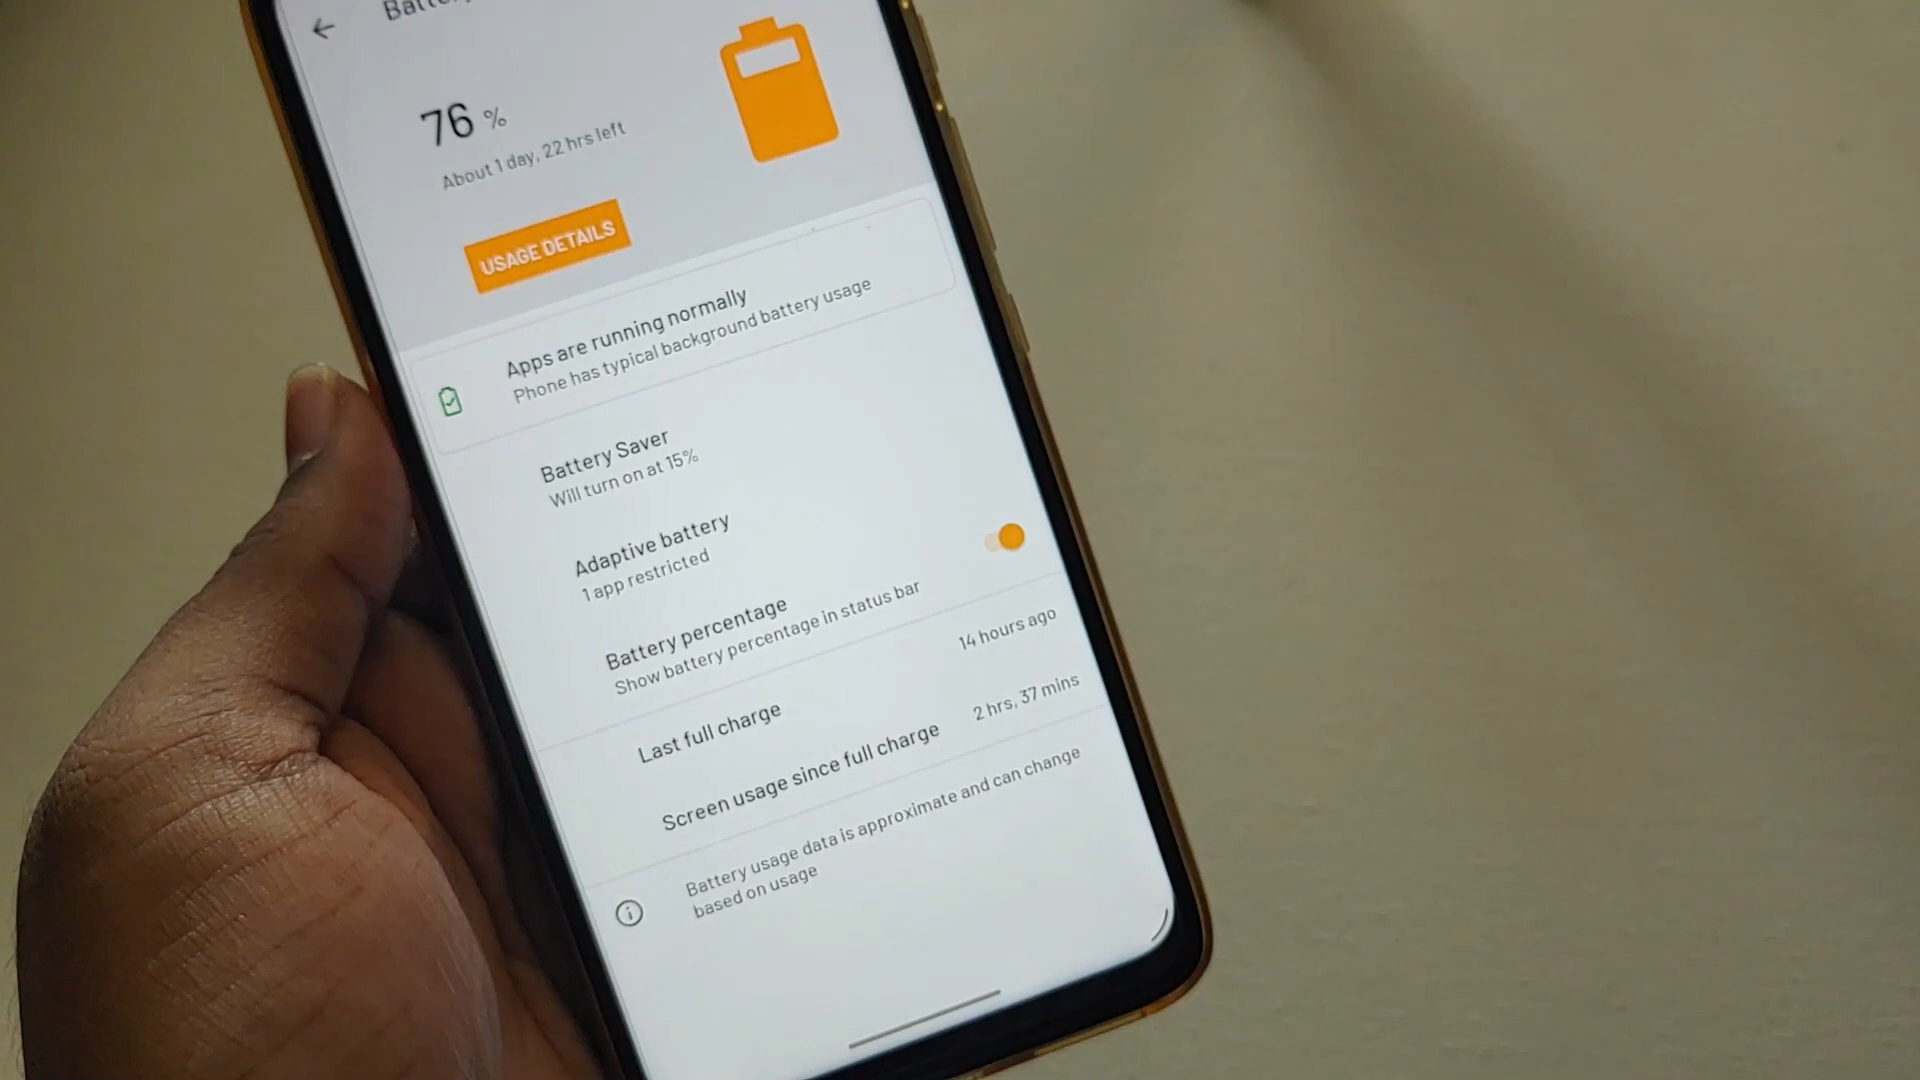 76 %
About 1 day, 22 hrs left
USAGE DETAILS
Apps are running normally
Phone has typical background battery usage
Battery Saver
Will turn on at 15%
Adaptive battery
1 app restricted
Battery percentage
Show battery percentage in status bar
Last full charge
14 hours ago
Screen usage since full charge
2 hrs, 37 mins
Battery usage data is approximate and can change
based on usage